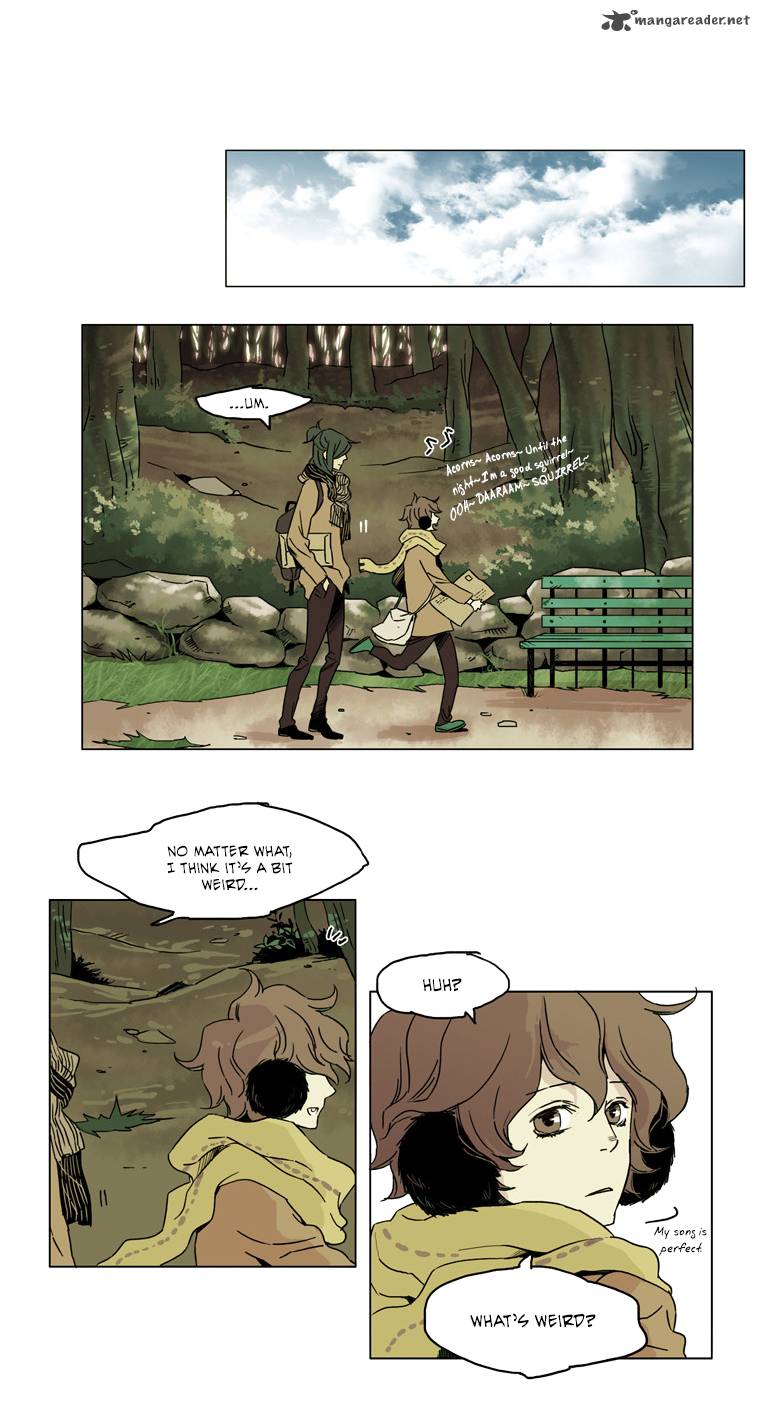 mangareader.net
...UM.
Acorns~ Acorns~ Until the
night~ I'm a good squirrel~
OOH~ DAARAAM~ SQUIRREL~
NO MATTER WHAT,
I THINK IT'S A BIT
WEIRD...
HUH?
My song is
perfect.
WHAT'S WEIRD?